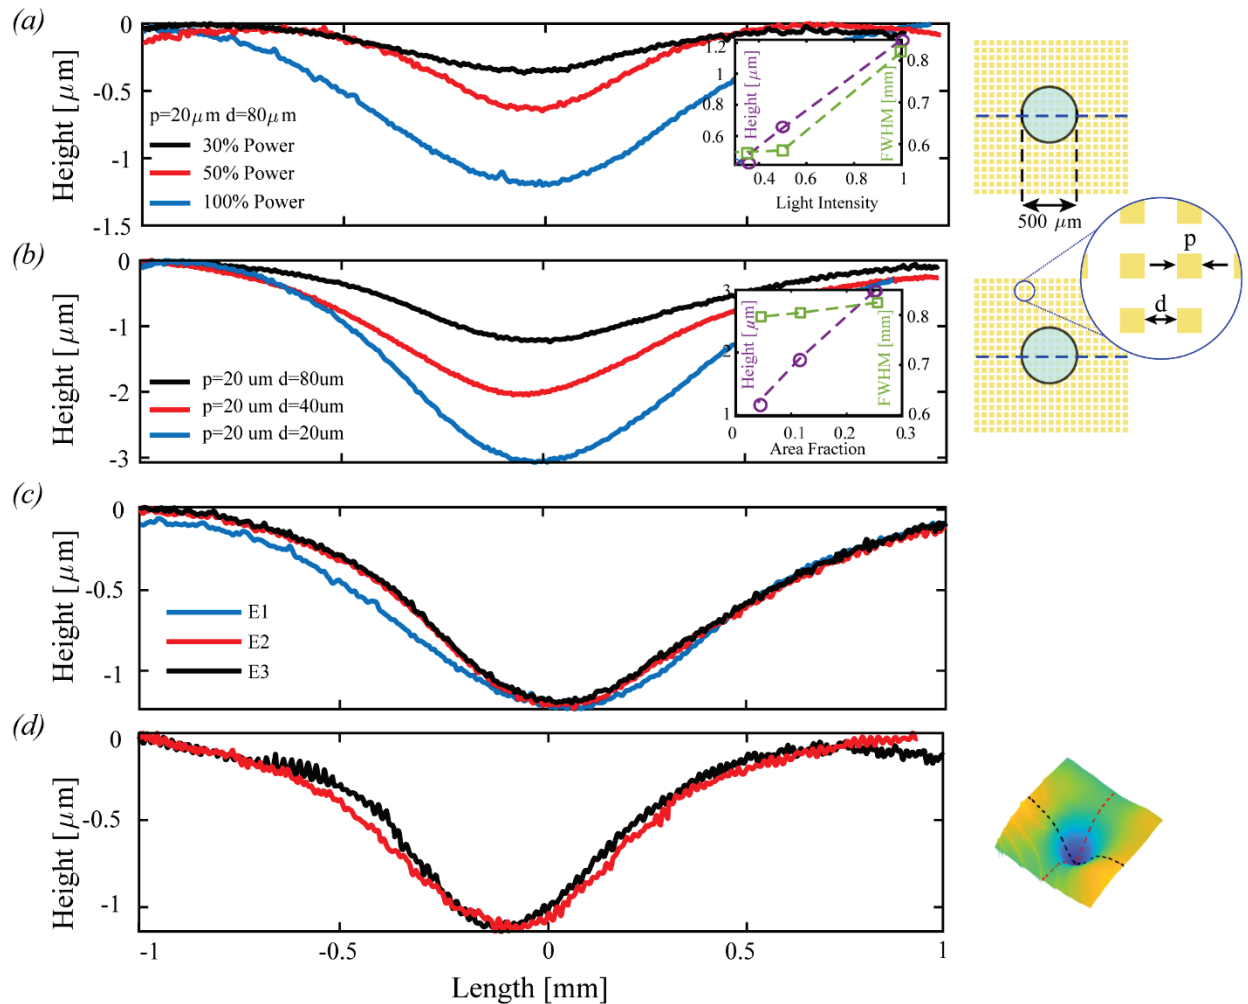 (a)
0
-0.5
-1
-1.5
Height [μm]
p=20μm d=80μm
30% Power
50% Power
100% Power
1.2
1
0.8
0.6
Height [μm]
FWHM [mm]
0.8
0.7
0.6
0.4
0.6
0.8
1
Light Intensity
500 μm
p
d
(b)
0
-1
-2
-3
Height [μm]
p=20 um d=80um
p=20 um d=40um
p=20 um d=20um
3
2
1
Height [μm]
FWHM [mm]
0.8
0.7
0.6
0
0.1
0.2
0.3
Area Fraction
(c)
0
-0.5
-1
Height [μm]
E1
E2
E3
(d)
0
-0.5
-1
Height [μm]
-1
-0.5
0
0.5
1
Length [mm]